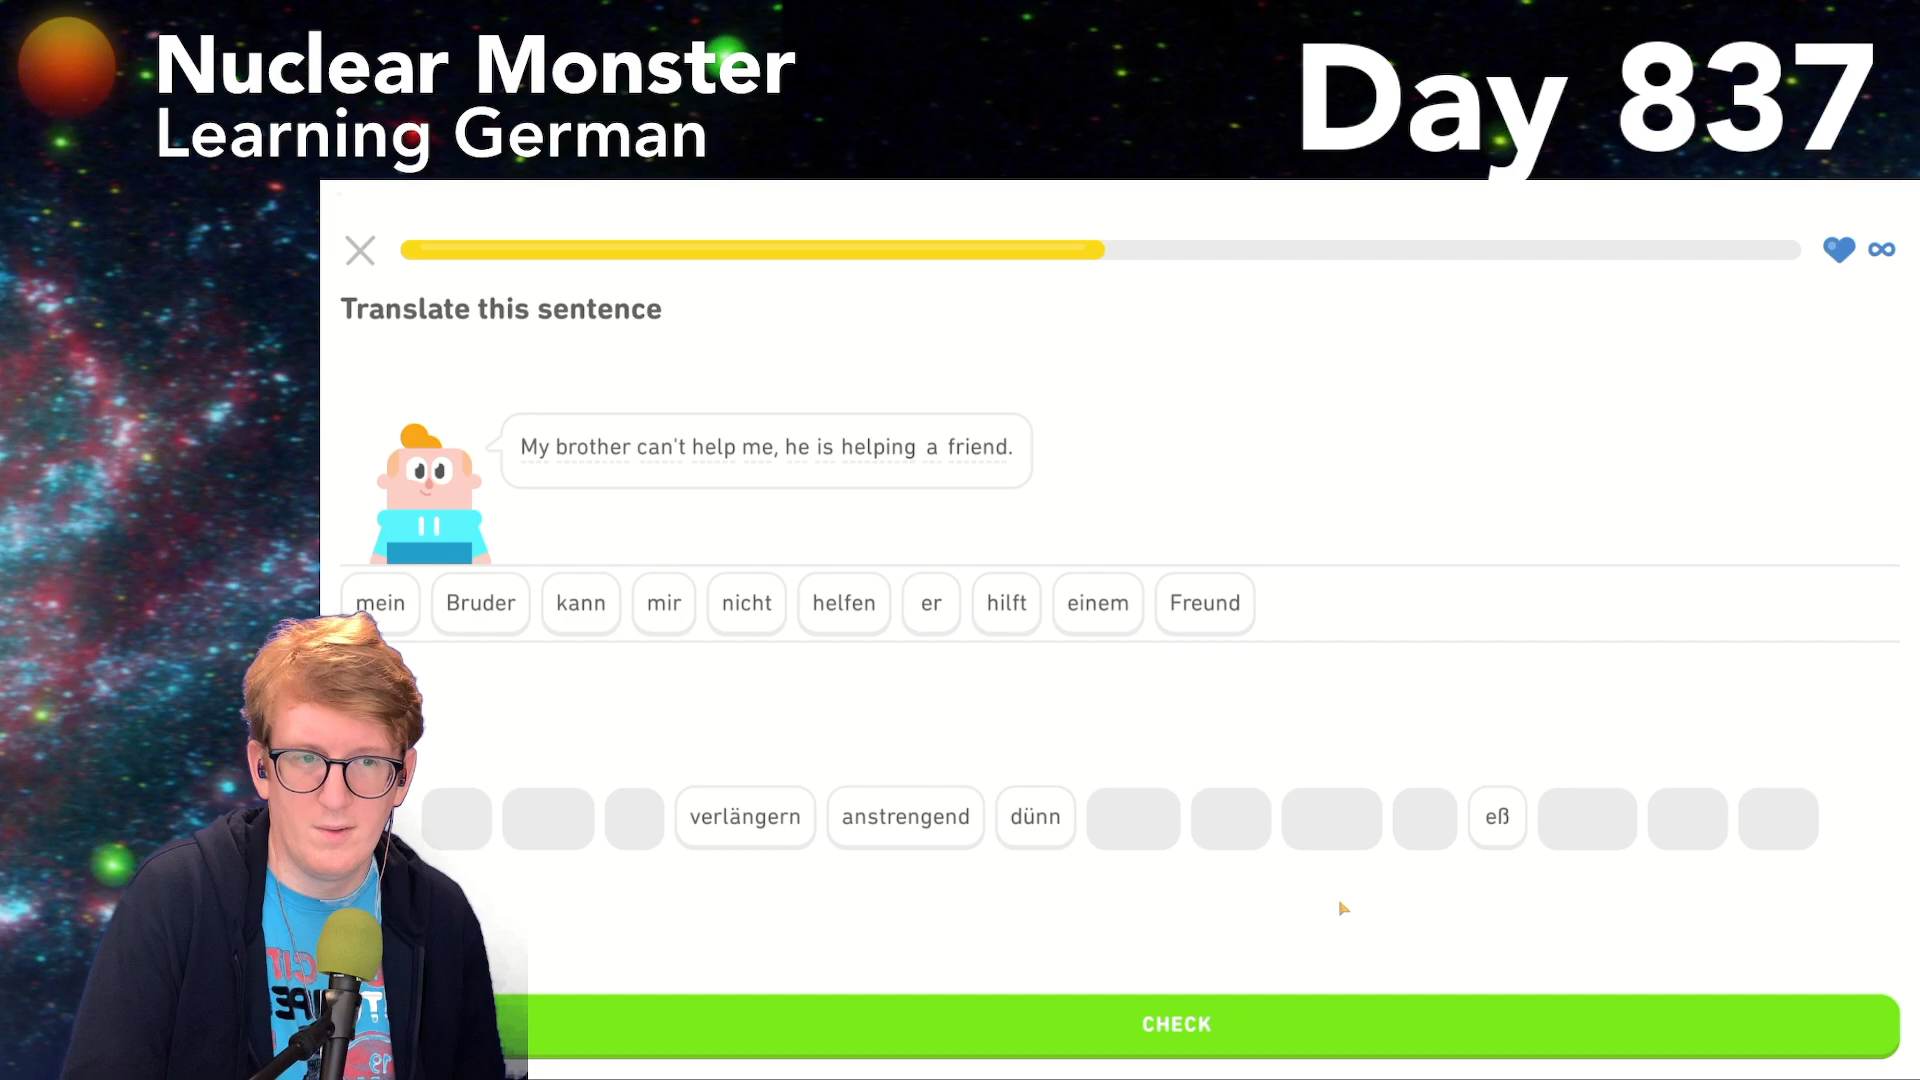 Nuclear Monster
Learning German
Day 837
Translate this sentence
My brother can't help me, he is helping a friend.
mein Bruder kann mir nicht helfen er hilft einem Freund
verlängern anstrengend dünn eß
CHECK